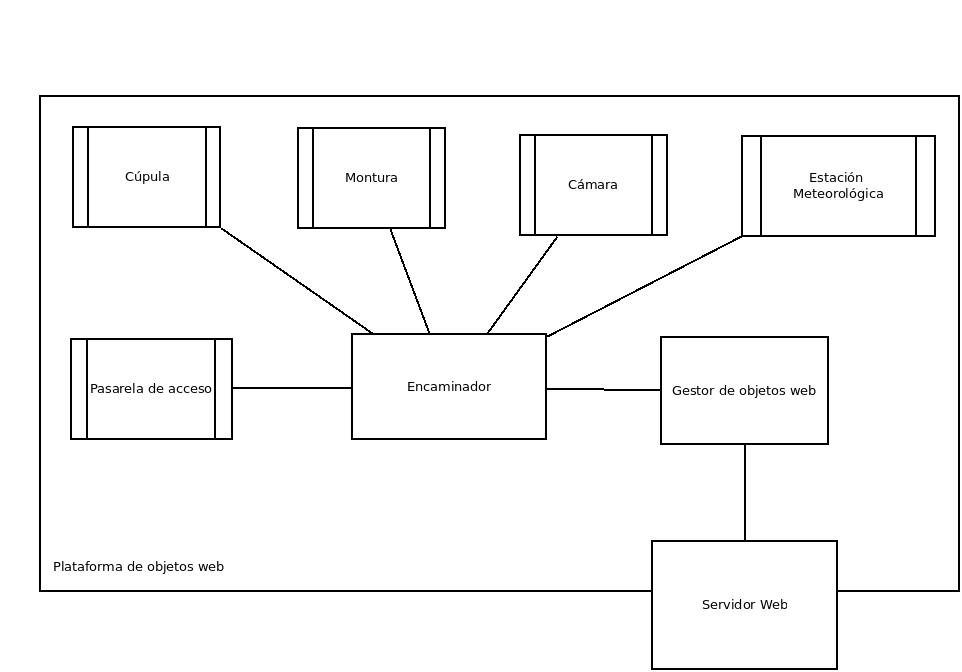 Cúpula
Montura
Cámara
Estación
Meteorológica
Pasarela de acceso
Encaminador
Gestor de objetos web
Plataforma de objetos web
Servidor Web